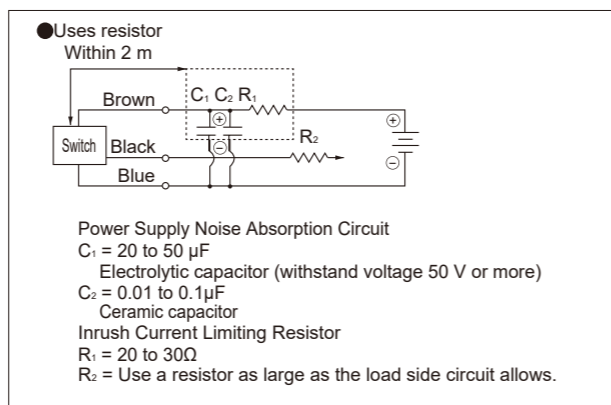 ●Uses resistor
Within 2 m
C₁ C₂ R₁
Brown
⊕
⊕
Switch
Black
R₂
⊖
⊖
Blue
Power Supply Noise Absorption Circuit
C₁ = 20 to 50 μF
Electrolytic capacitor (withstand voltage 50 V or more)
C₂ = 0.01 to 0.1μF
Ceramic capacitor
Inrush Current Limiting Resistor
R₁ = 20 to 30Ω
R₂ = Use a resistor as large as the load side circuit allows.